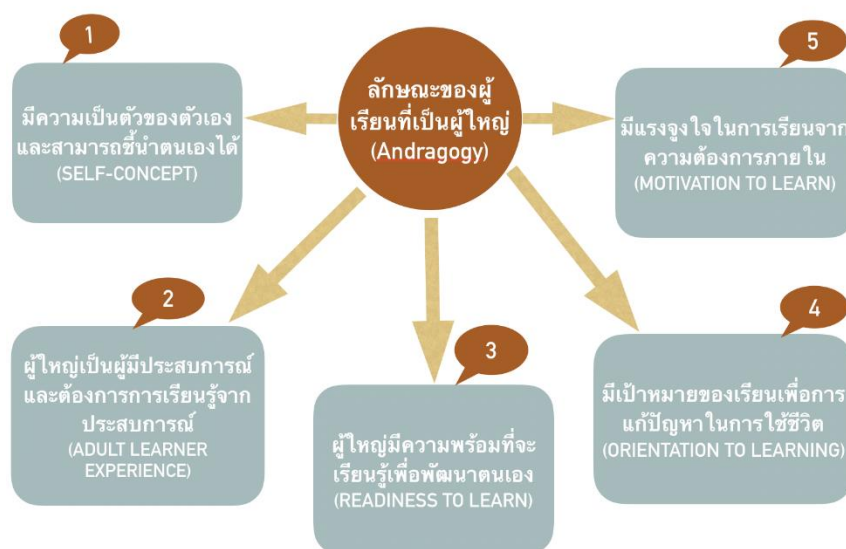 ลักษณะของผู้
เรียนที่เป็นผู้ใหญ่
(Andragogy)
1
มีความเป็นตัวของตัวเอง
และสามารถชี้นำตนเองได้
(SELF-CONCEPT)
2
ผู้ใหญ่เป็นผู้มีประสบการณ์
และต้องการการเรียนรู้จาก
ประสบการณ์
(ADULT LEARNER
EXPERIENCE)
3
ผู้ใหญ่มีความพร้อมที่จะ
เรียนรู้เพื่อพัฒนาตนเอง
(READINESS TO LEARN)
4
มีเป้าหมายของเรียนเพื่อการ
แก้ปัญหาในการใช้ชีวิต
(ORIENTATION TO LEARNING)
5
มีแรงจูงใจในการเรียนจาก
ความต้องการภายใน
(MOTIVATION TO LEARN)